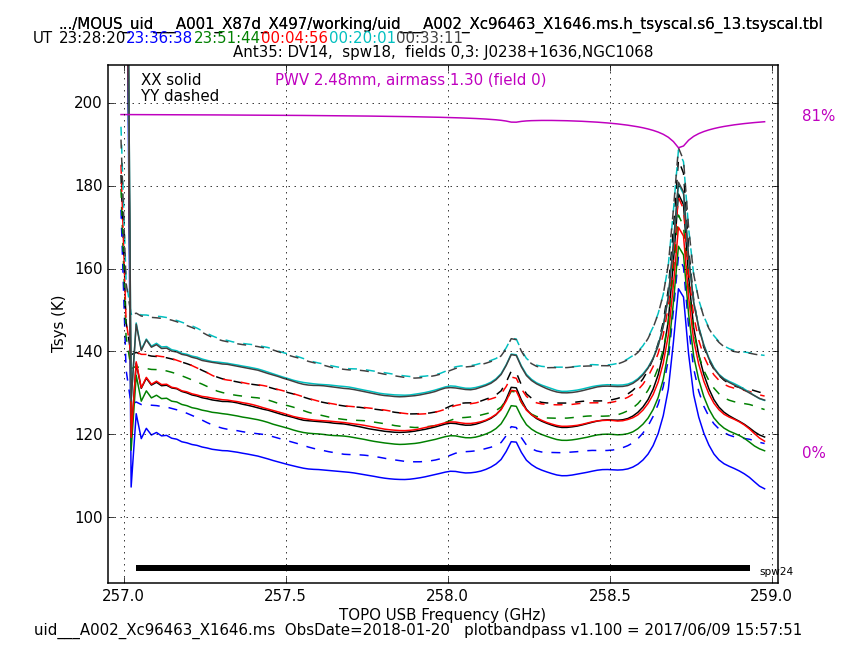 .../MOUS_uid___A001_X87d_X497/working/uid___A002_Xc96463_X1646.ms.h_tsyscal.s6_13.tsyscal.tbl
UT 23:28:20 23:36:38 23:51:44 00:04:56 00:20:01 00:33:11
Ant35: DV14, spw18, fields 0,3: J0238+1636,NGC1068
XX solid PWV 2.48mm, airmass 1.30 (field 0)
YY dashed
200
180
160
140
120
100
Tsys (K)
81%
0%
spw24
257.0 257.5 258.0 258.5 259.0
TOPO USB Frequency (GHz)
uid___A002_Xc96463_X1646.ms ObsDate=2018-01-20 plotbandpass v1.100 = 2017/06/09 15:57:51